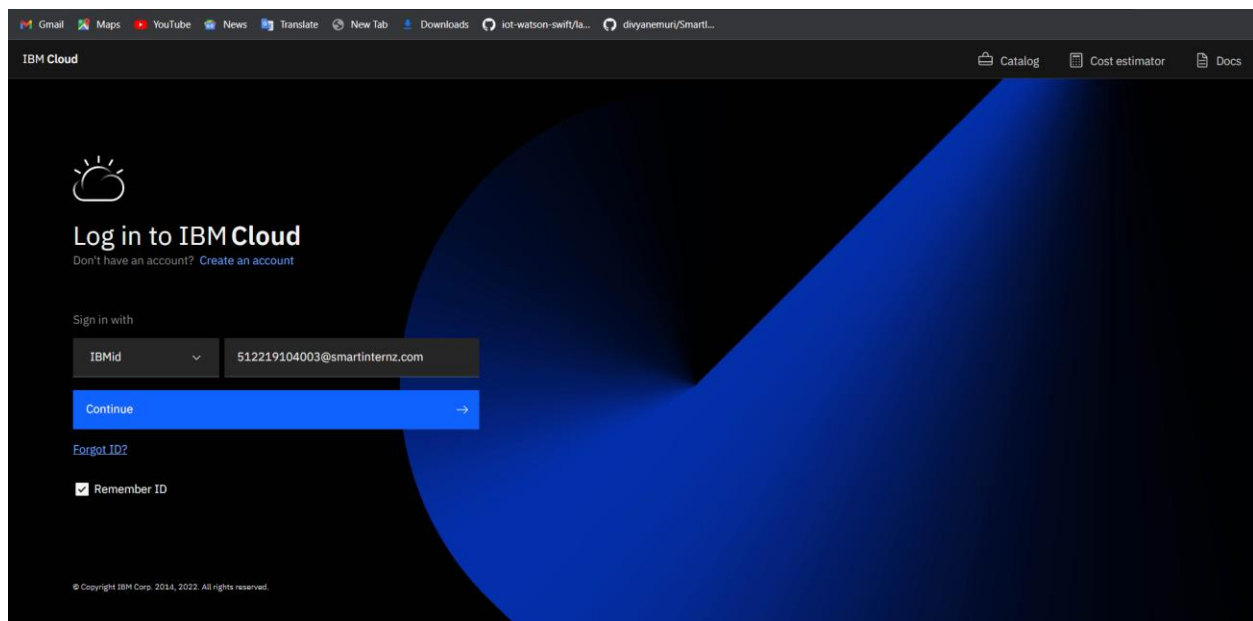 Gmail Maps YouTube News Translate New Tab Downloads iot-watson-swift/la... divyanemuri/Smartl...
IBM Cloud Catalog Cost estimator Docs
Log in to IBM Cloud
Don't have an account? Create an account
Sign in with
IBMid 512219104003@smartinternz.com
Continue
Forgot ID?
Remember ID
© Copyright IBM Corp. 2014, 2022. All rights reserved.